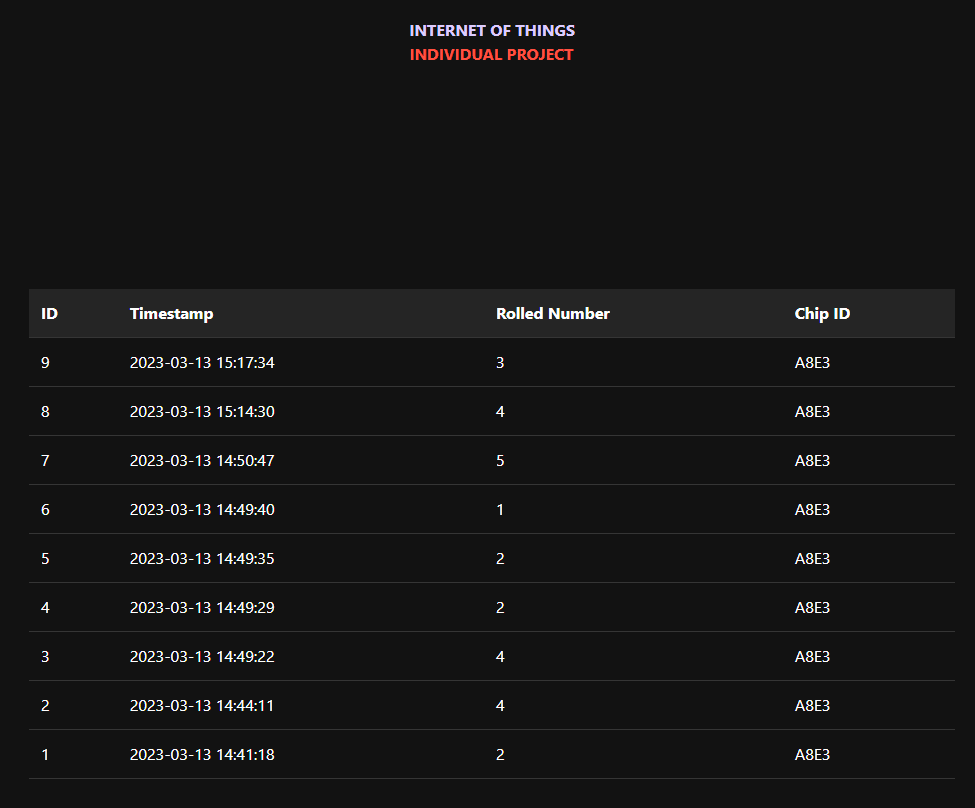 INTERNET OF THINGS
INDIVIDUAL PROJECT
ID Timestamp Rolled Number Chip ID
9 2023-03-13 15:17:34 3 A8E3
8 2023-03-13 15:14:30 4 A8E3
7 2023-03-13 14:50:47 5 A8E3
6 2023-03-13 14:49:40 1 A8E3
5 2023-03-13 14:49:35 2 A8E3
4 2023-03-13 14:49:29 2 A8E3
3 2023-03-13 14:49:22 4 A8E3
2 2023-03-13 14:44:11 4 A8E3
1 2023-03-13 14:41:18 2 A8E3